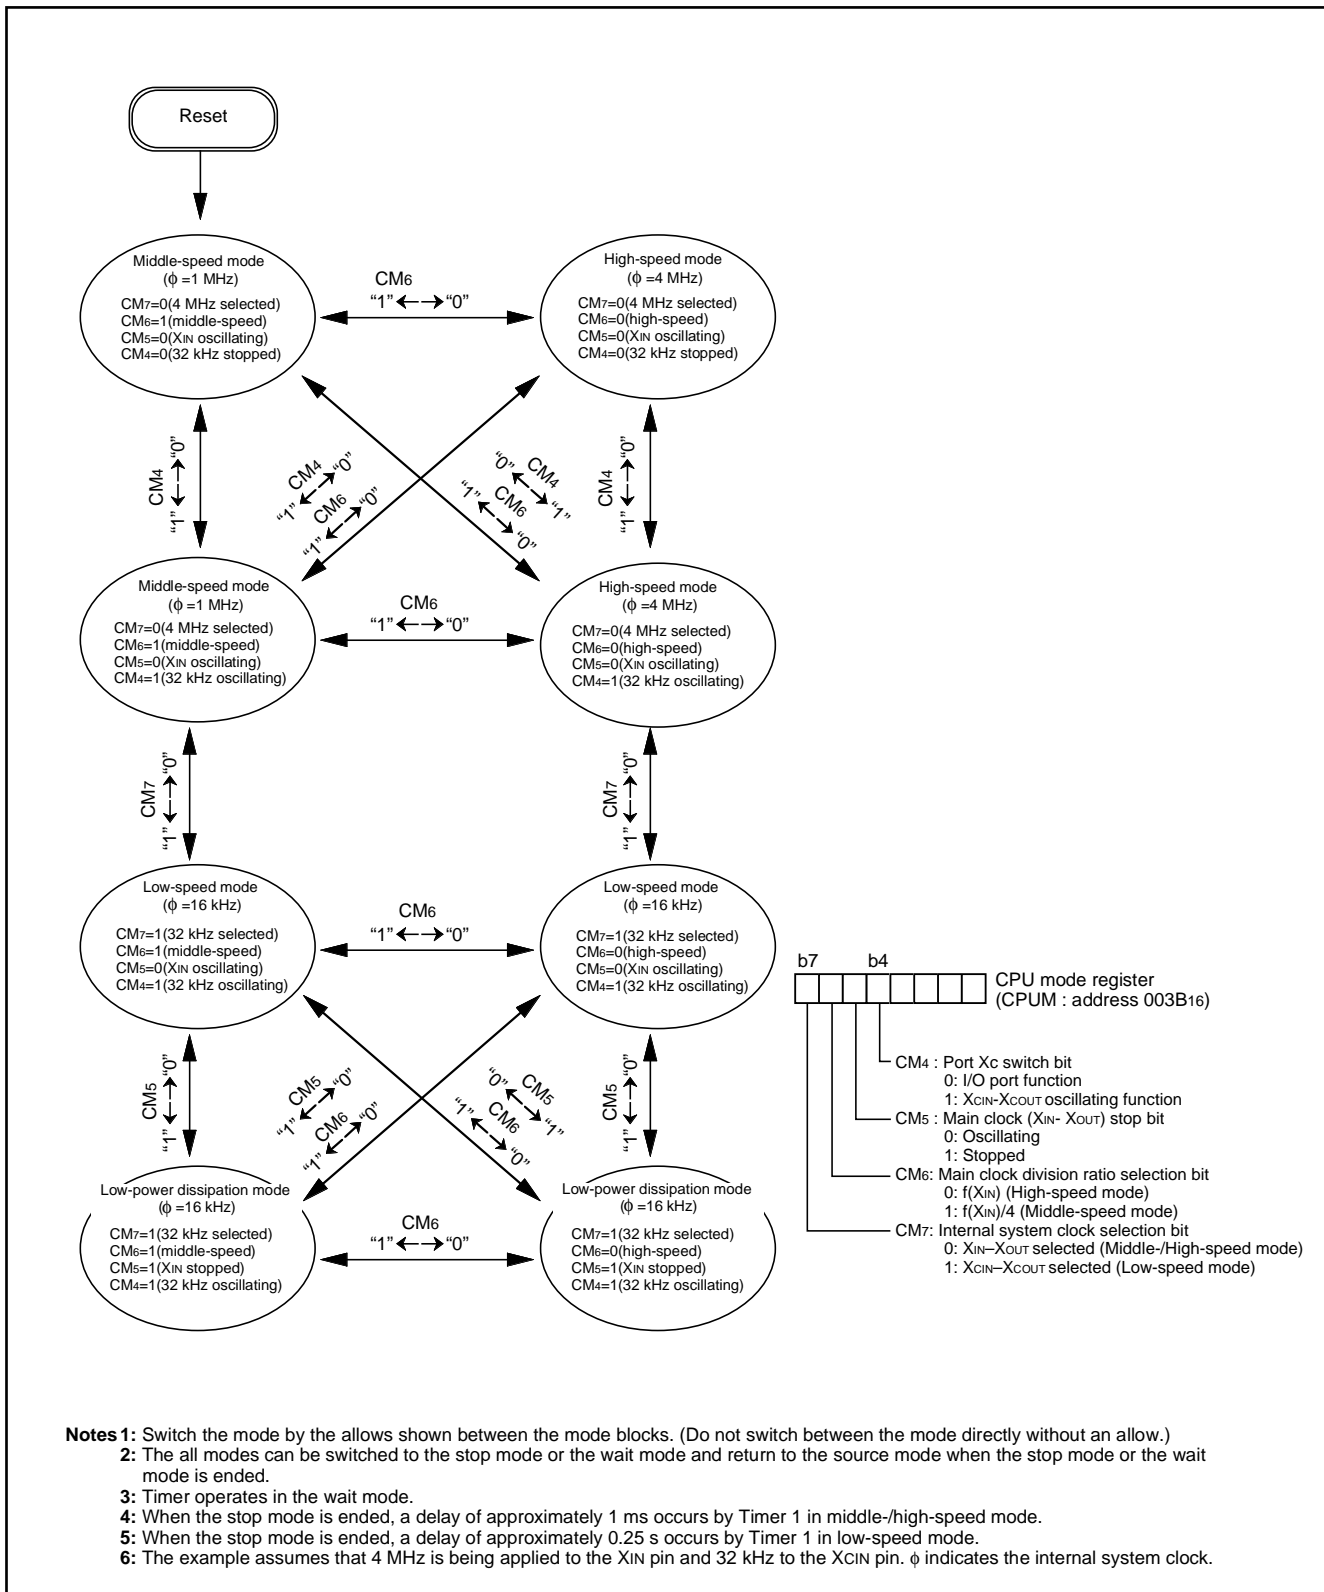 Reset
Middle-speed mode
(ϕ =1 MHz)
CM7=0(4 MHz selected)
CM6=1(middle-speed)
CM5=0(XIN oscillating)
CM4=0(32 kHz stopped)
CM6
“1” “0”
High-speed mode
(ϕ =4 MHz)
CM7=0(4 MHz selected)
CM6=0(high-speed)
CM5=0(XIN oscillating)
CM4=0(32 kHz stopped)
CM4
“1” “0”
CM4
“1” “0”
CM6
“1” “0”
CM4
“0” “1”
CM6
“1” “0”
CM4
“1” “0”
Middle-speed mode
(ϕ =1 MHz)
CM7=0(4 MHz selected)
CM6=1(middle-speed)
CM5=0(XIN oscillating)
CM4=1(32 kHz oscillating)
CM6
“1” “0”
High-speed mode
(ϕ =4 MHz)
CM7=0(4 MHz selected)
CM6=0(high-speed)
CM5=0(XIN oscillating)
CM4=1(32 kHz oscillating)
CM7
“1” “0”
CM7
“1” “0”
Low-speed mode
(ϕ =16 kHz)
CM7=1(32 kHz selected)
CM6=1(middle-speed)
CM5=0(XIN oscillating)
CM4=1(32 kHz oscillating)
CM6
“1” “0”
Low-speed mode
(ϕ =16 kHz)
CM7=1(32 kHz selected)
CM6=0(high-speed)
CM5=0(XIN oscillating)
CM4=1(32 kHz oscillating)
CM5
“1” “0”
CM5
“1” “0”
CM6
“1” “0”
CM5
“0” “1”
CM6
“1” “0”
CM5
“1” “0”
Low-power dissipation mode
(ϕ =16 kHz)
CM7=1(32 kHz selected)
CM6=1(middle-speed)
CM5=1(XIN stopped)
CM4=1(32 kHz oscillating)
CM6
“1” “0”
Low-power dissipation mode
(ϕ =16 kHz)
CM7=1(32 kHz selected)
CM6=0(high-speed)
CM5=1(XIN stopped)
CM4=1(32 kHz oscillating)
b7 b4
CPU mode register
(CPUM : address 003B16)
CM4 : Port Xc switch bit
0: I/O port function
1: XCIN-XCOUT oscillating function
CM5 : Main clock (XIN- XOUT) stop bit
0: Oscillating
1: Stopped
CM6: Main clock division ratio selection bit
0: f(XIN) (High-speed mode)
1: f(XIN)/4 (Middle-speed mode)
CM7: Internal system clock selection bit
0: XIN–XOUT selected (Middle-/High-speed mode)
1: XCIN–XCOUT selected (Low-speed mode)
Notes 1: Switch the mode by the allows shown between the mode blocks. (Do not switch between the mode directly without an allow.)
2: The all modes can be switched to the stop mode or the wait mode and return to the source mode when the stop mode or the wait
mode is ended.
3: Timer operates in the wait mode.
4: When the stop mode is ended, a delay of approximately 1 ms occurs by Timer 1 in middle-/high-speed mode.
5: When the stop mode is ended, a delay of approximately 0.25 s occurs by Timer 1 in low-speed mode.
6: The example assumes that 4 MHz is being applied to the XIN pin and 32 kHz to the XCIN pin. ϕ indicates the internal system clock.